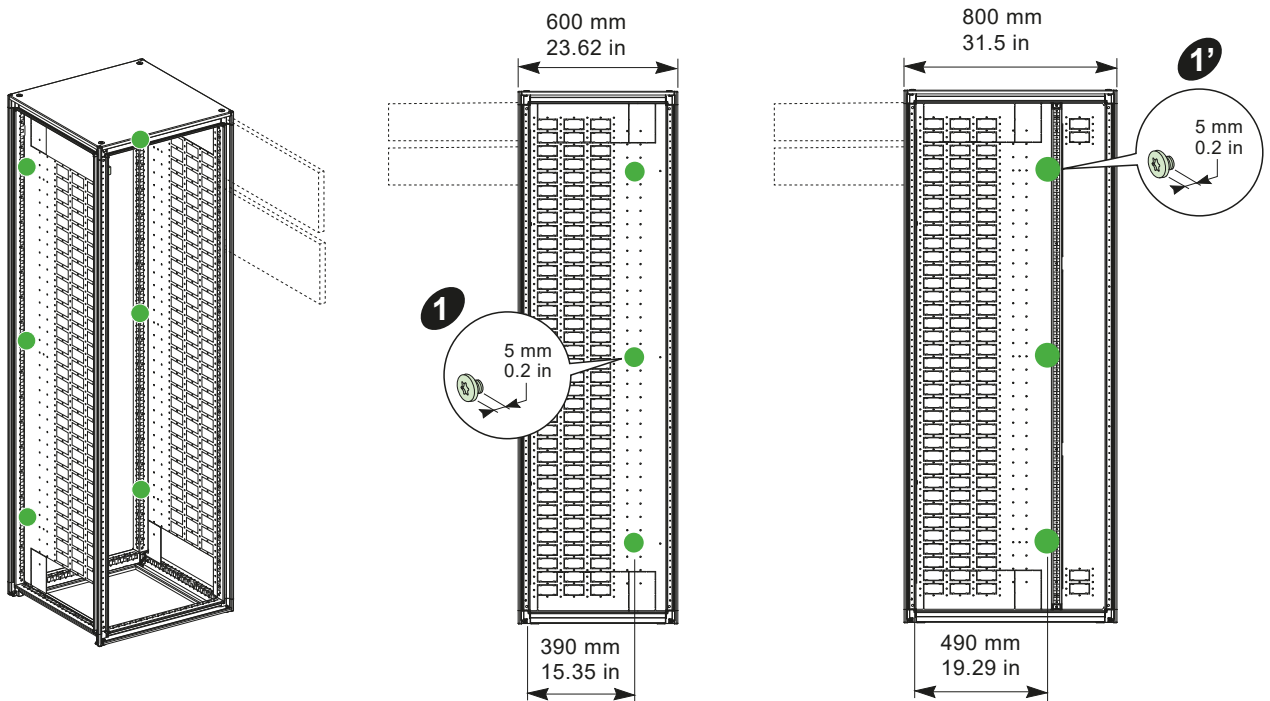 600 mm
23.62 in
800 mm
31.5 in
1'
5 mm
0.2 in
1
5 mm
0.2 in
390 mm
15.35 in
490 mm
19.29 in